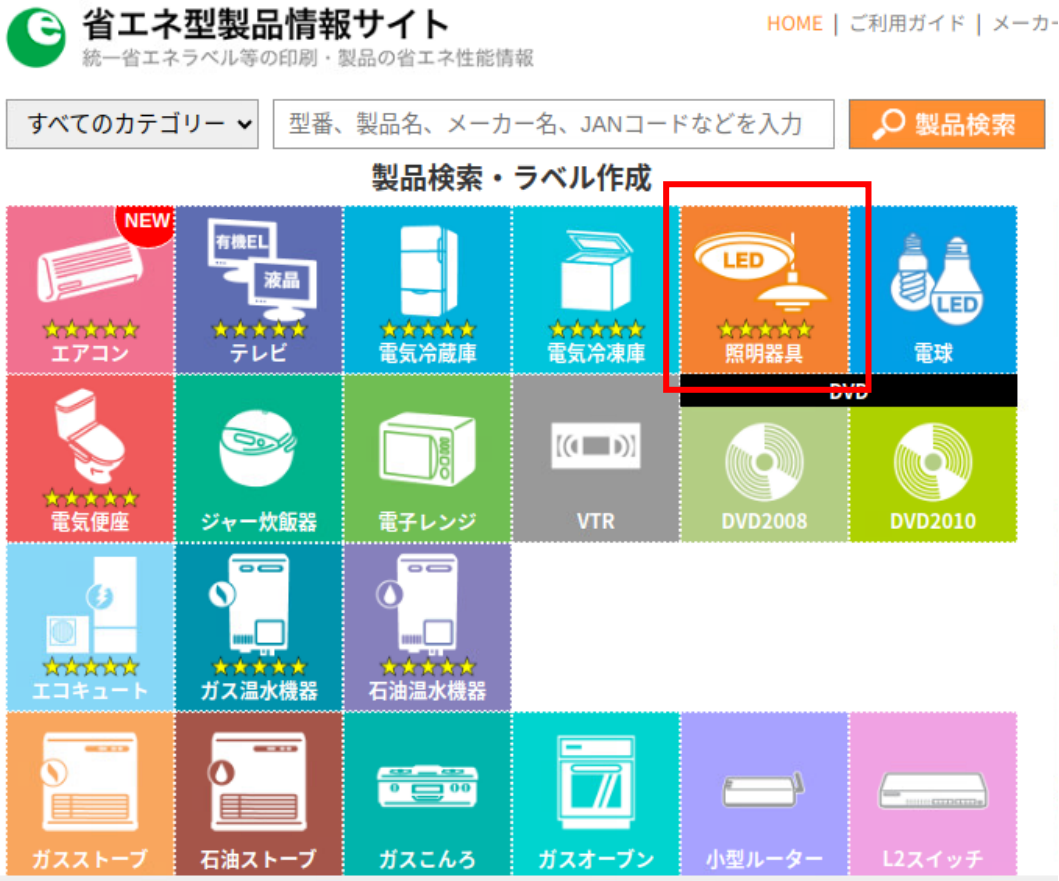 省エネ型製品情報サイト
統一省エネラベル等の印刷・製品の省エネ性能情報
HOME | ご利用ガイド | メーカー
すべてのカテゴリー
型番、製品名、メーカー名、JANコードなどを入力
製品検索
製品検索・ラベル作成
NEW
エアコン
有機EL
液晶
テレビ
電気冷蔵庫
電気冷凍庫
LED
照明器具
LED
電球
電気便座
ジャー炊飯器
電子レンジ
VTR
DVD
DVD2008
DVD2010
エコキュート
ガス温水機器
石油温水機器
ガスストーブ
石油ストーブ
ガスこんろ
ガスオーブン
小型ルーター
L2スイッチ